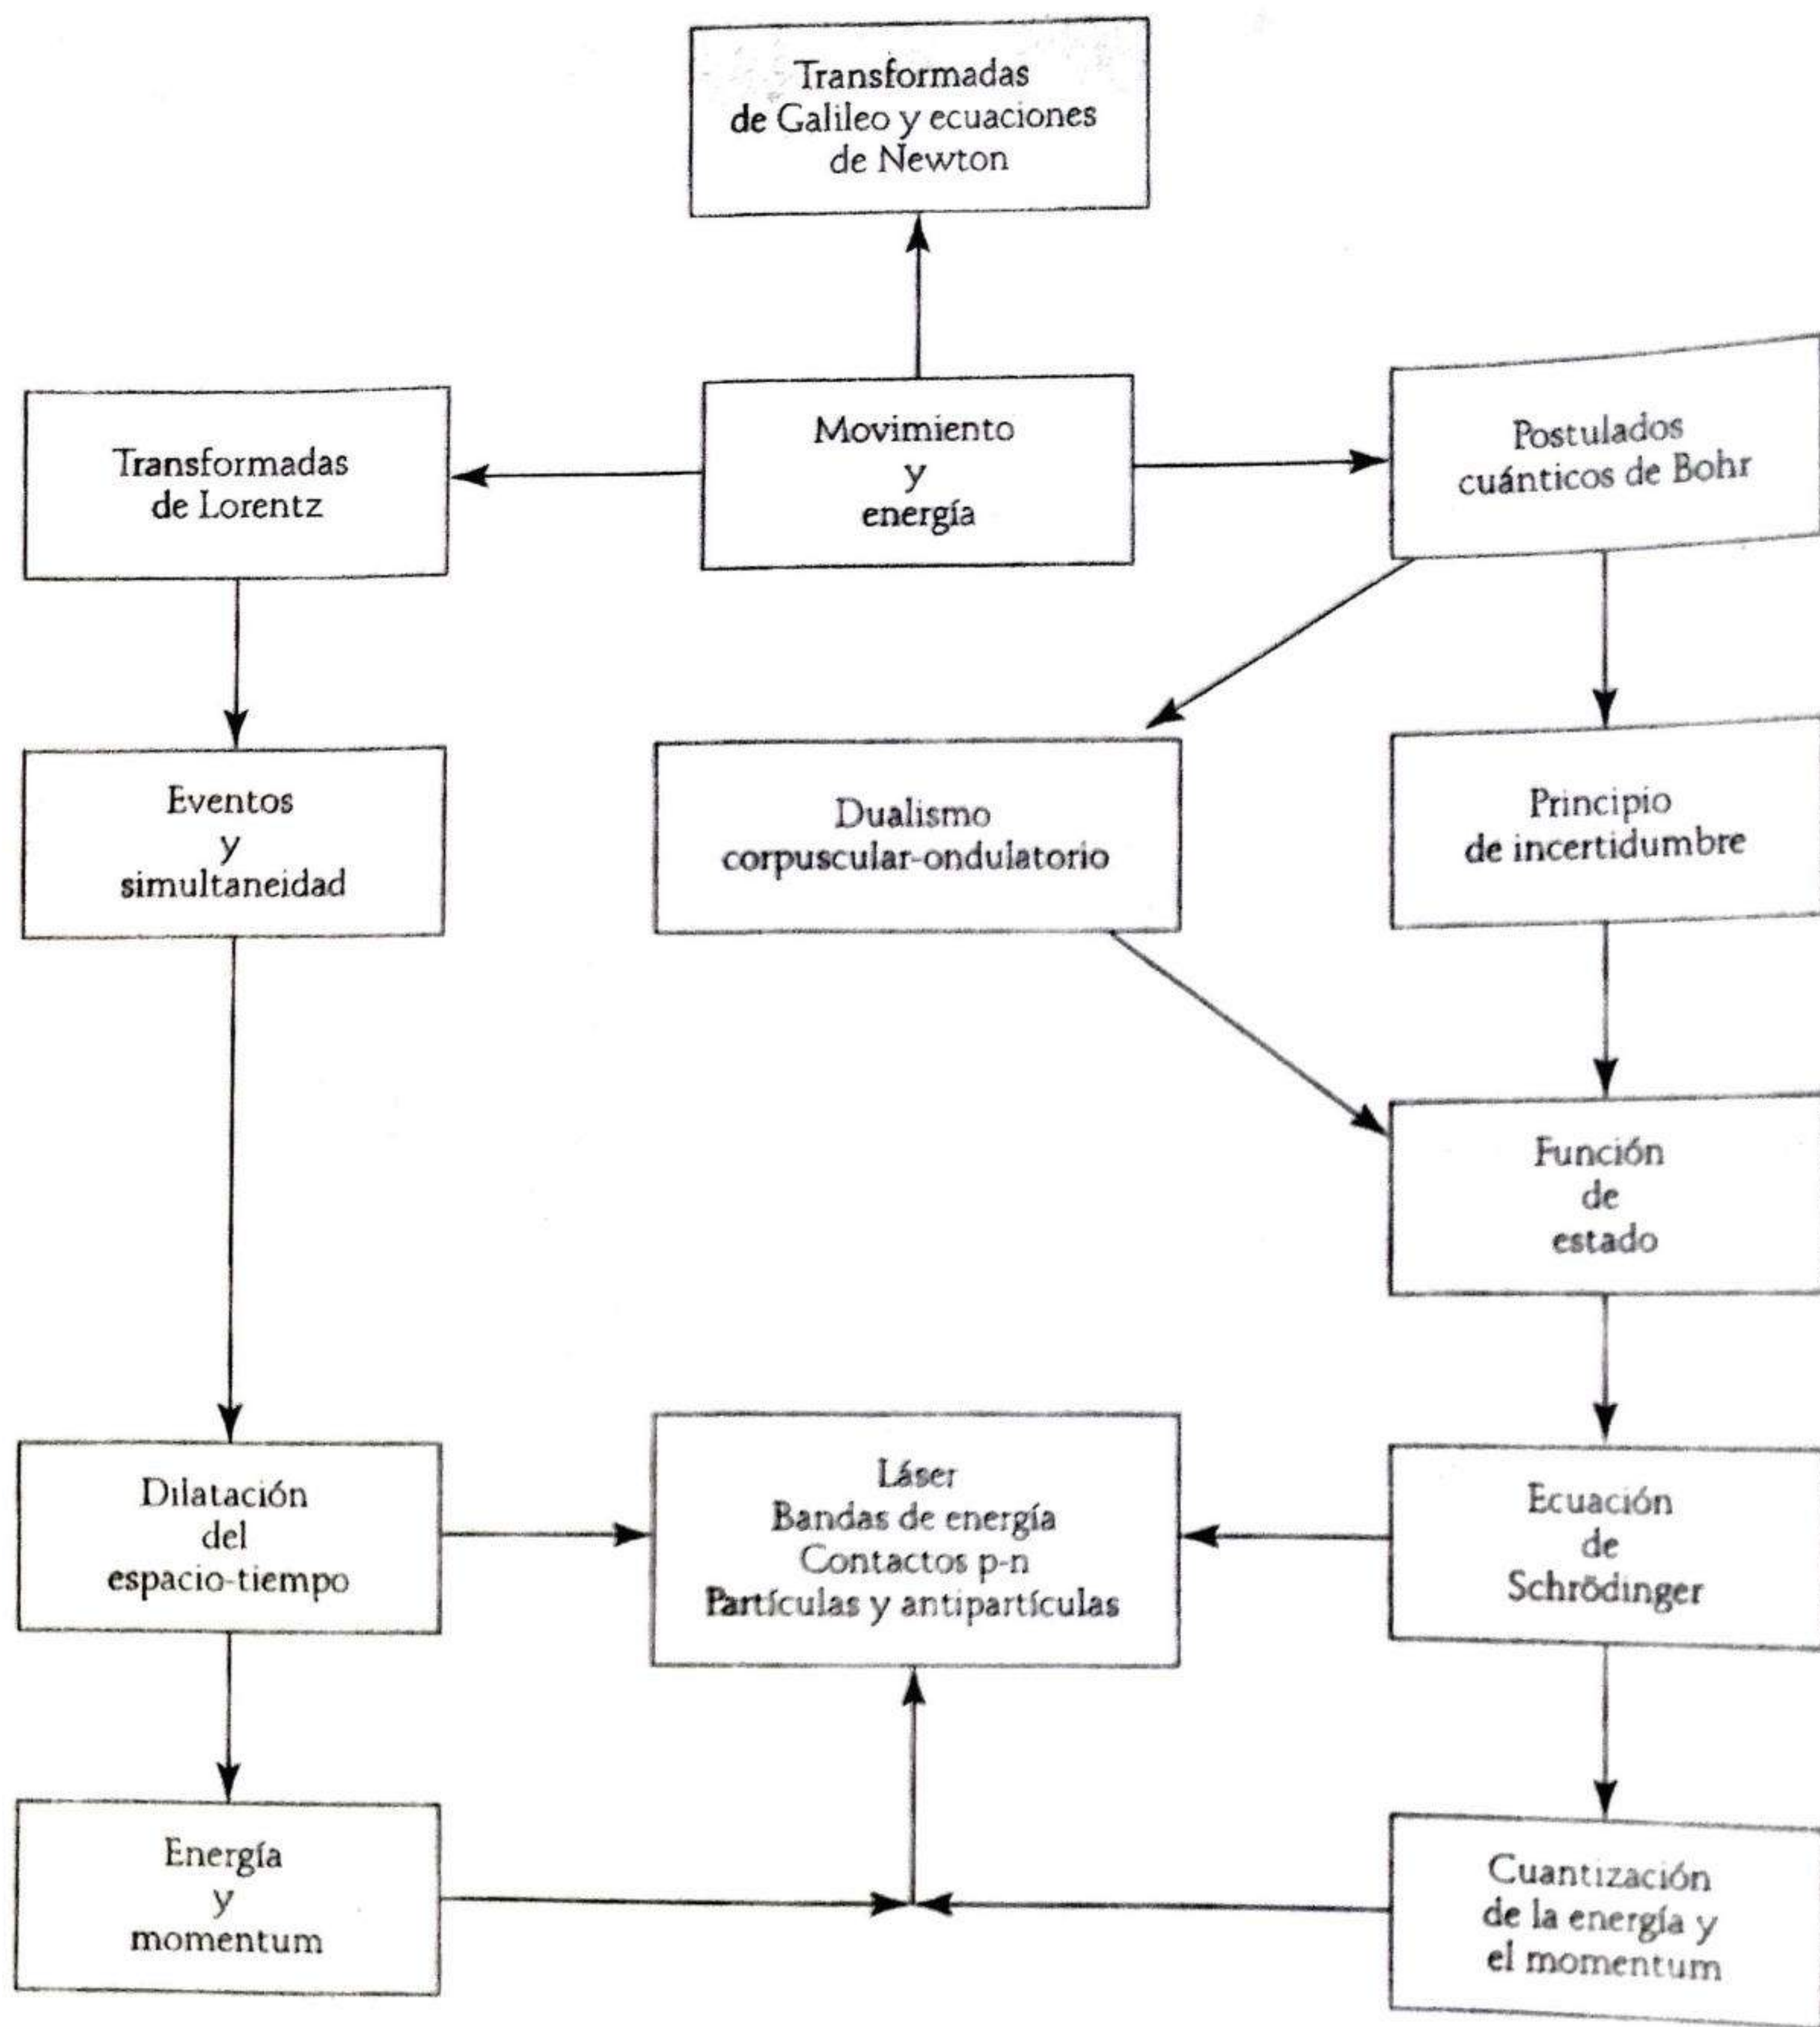 Transformadas
de Galileo y ecuaciones
de Newton
Transformadas
de Lorentz
Movimiento
y
energía
Postulados
cuánticos de Bohr
Eventos
y
simultaneidad
Dualismo
corpuscular-ondulatorio
Principio
de incertidumbre
Función
de
estado
Dilatación
del
espacio-tiempo
Láser
Bandas de energía
Contactos p-n
Partículas y antipartículas
Ecuación
de
Schrödinger
Energía
y
momentum
Cuantización
de la energía y
el momentum